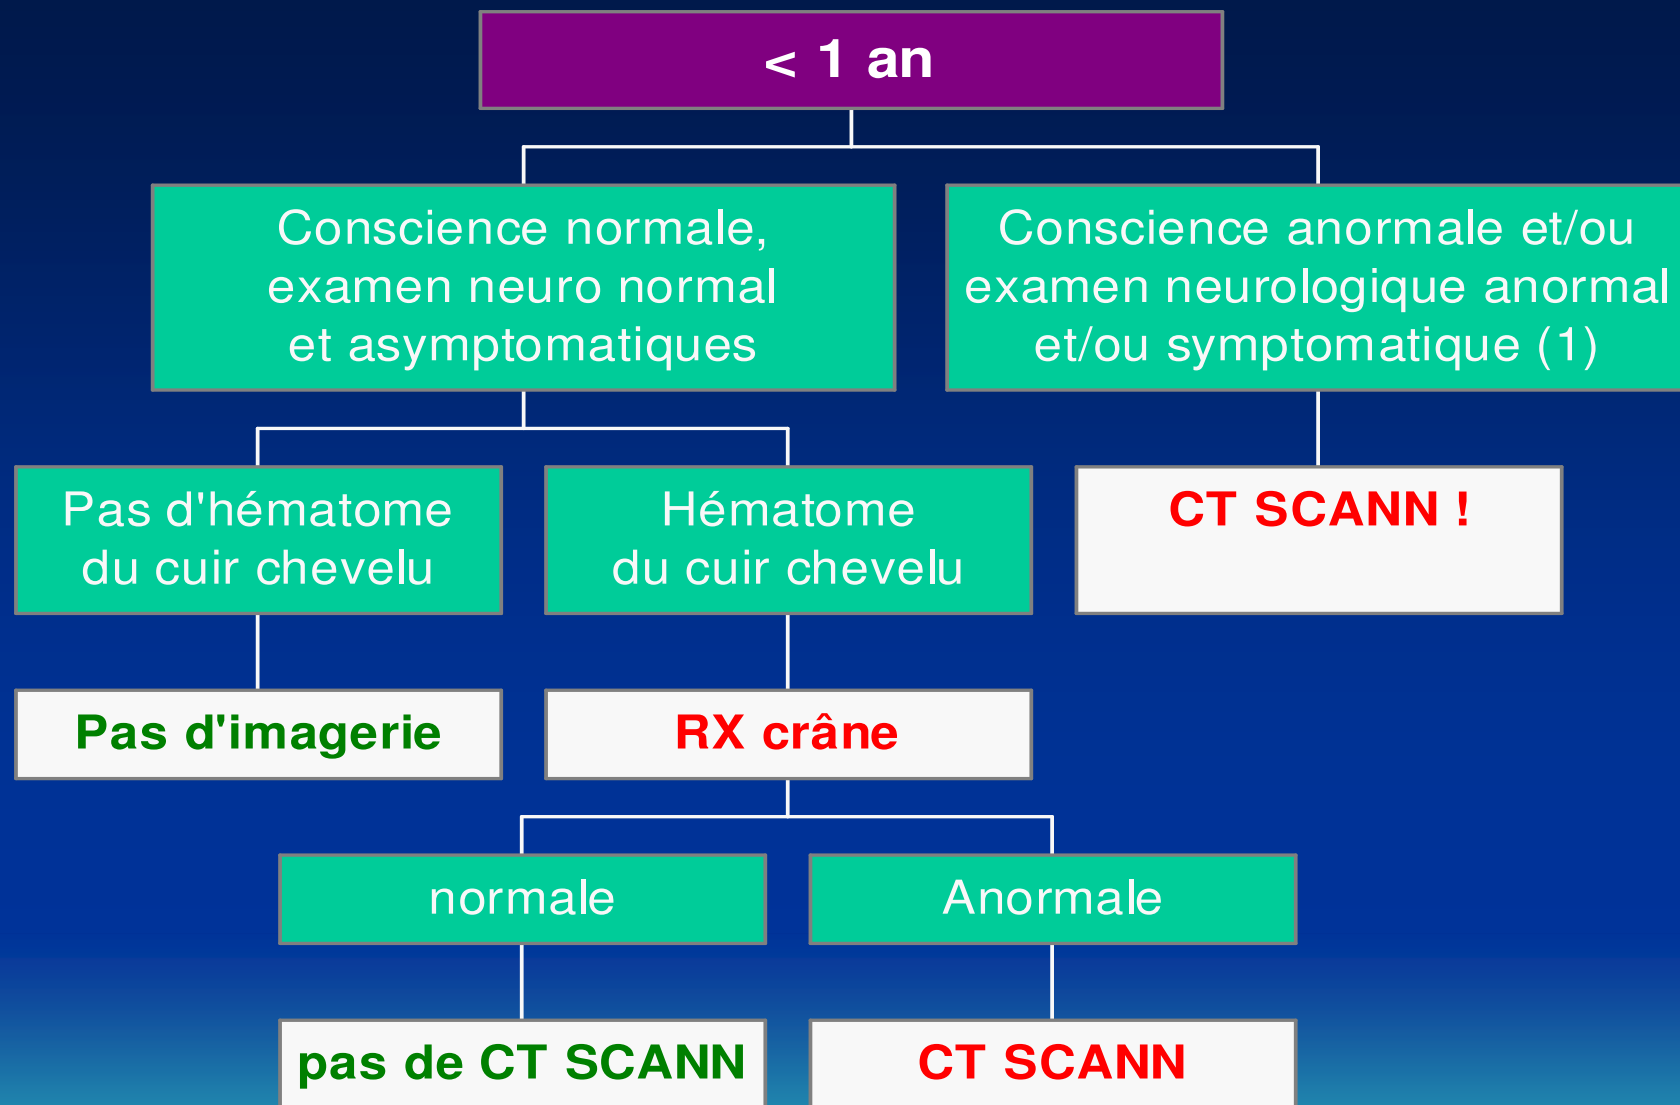 < 1 an
Conscience normale,
examen neuro normal
et asymptomatiques
Conscience anormale et/ou
examen neurologique anormal
et/ou symptomatique (1)
Pas d'hématome
du cuir chevelu
Hématome
du cuir chevelu
CT SCANN !
Pas d'imagerie
RX crâne
normale
Anormale
pas de CT SCANN
CT SCANN